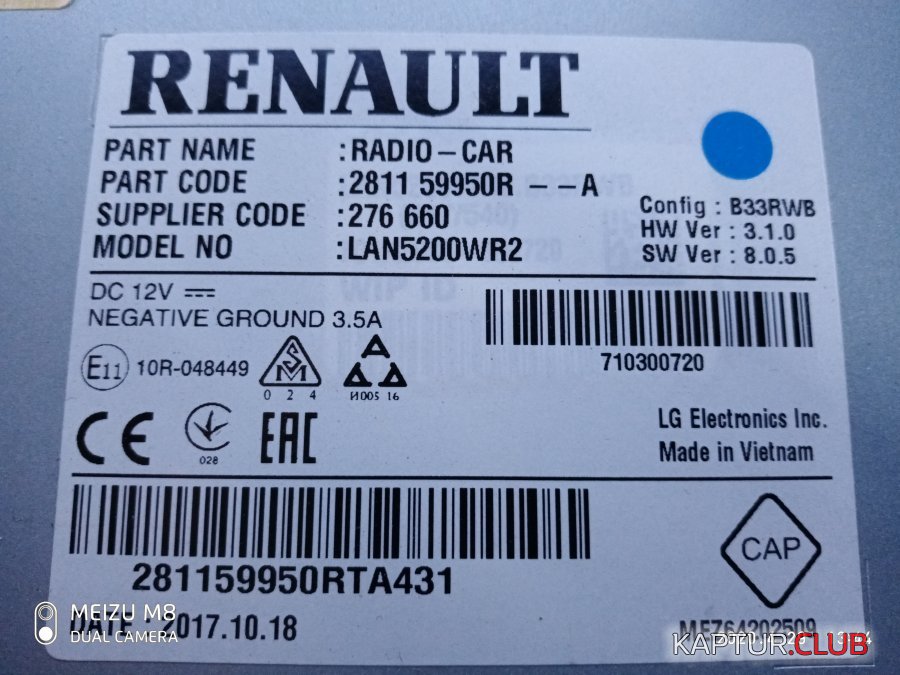 RENAULT
PART NAME : RADIO-CAR
PART CODE : 2811 59950R - - A
SUPPLIER CODE : 276 660
MODEL NO : LAN5200WR2
Config : B33RWB
HW Ver : 3.1.0
SW Ver : 8.0.5
DC 12V
NEGATIVE GROUND 3.5A
710300720
E11 10R-048449
SM
0 2 4
A
И005 16
CE
028
EAC
LG Electronics Inc.
Made in Vietnam
281159950RTA431
CAP
DATE : 2017.10.18
MEZ64202509
MEIZU M8
DUAL CAMERA
KAPTUR.CLUB